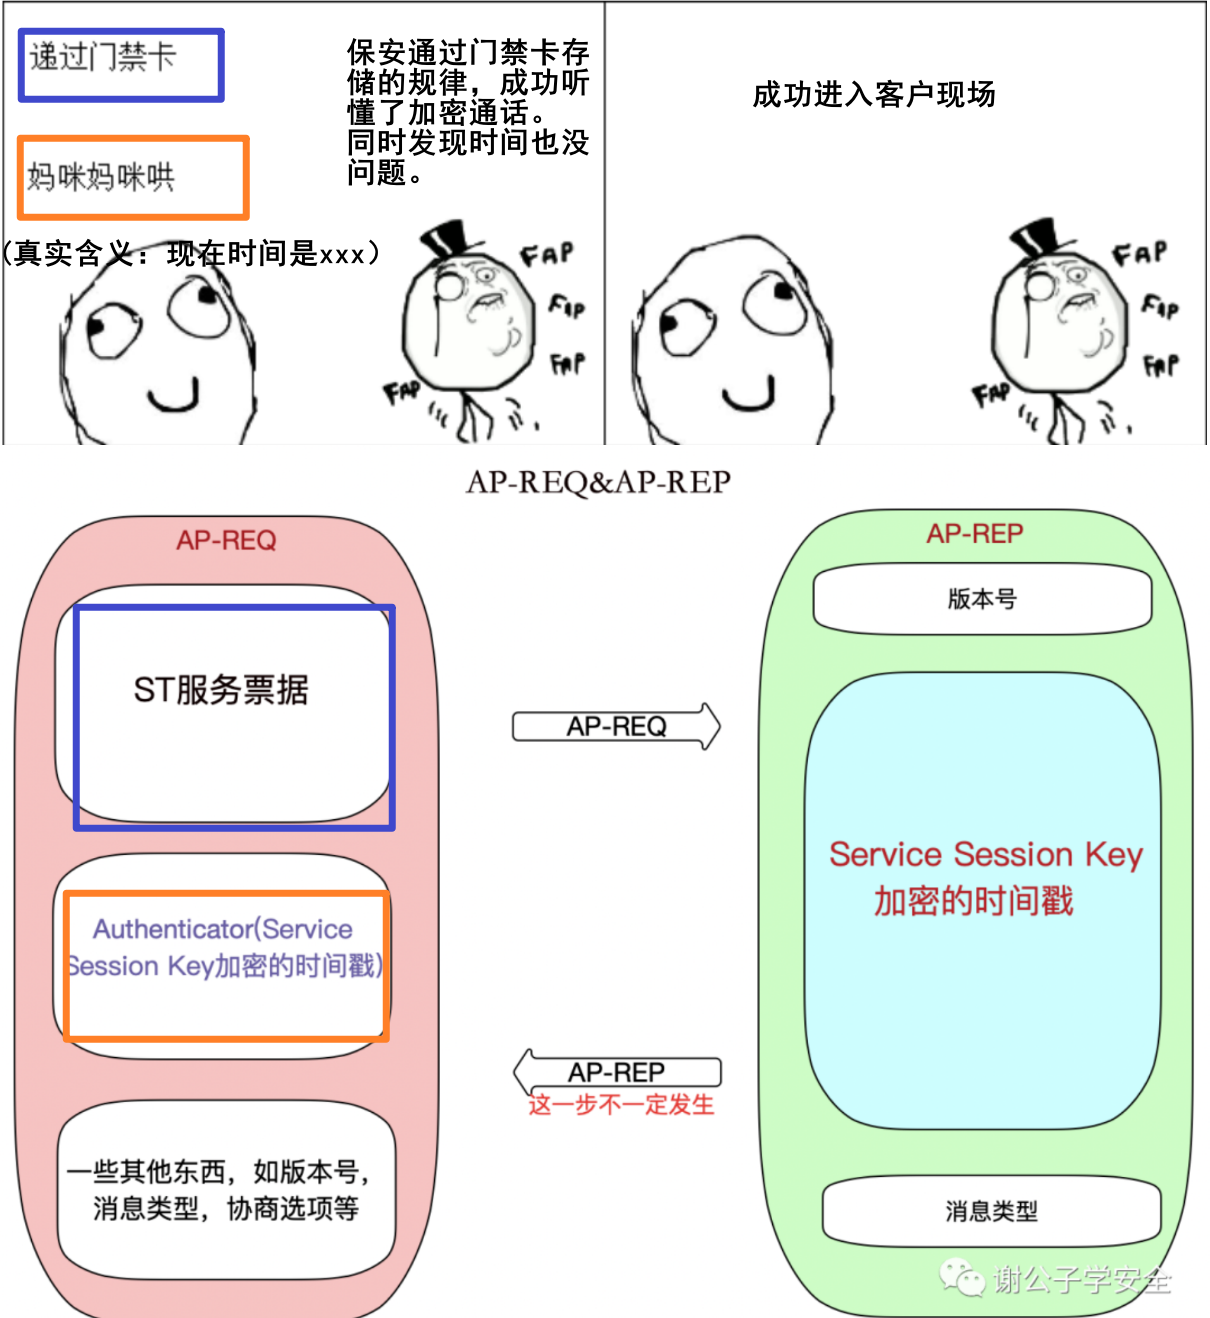 递过门禁卡
妈咪妈咪哄
(真实含义：现在时间是xxx）
保安通过门禁卡存
储的规律，成功听
懂了加密通话。
同时发现时间也没
问题。
FAP
FAP
FAP
FAP
成功进入客户现场
FAP
FAP
FAP
FAP
AP-REQ&AP-REP
AP-REQ
ST服务票据
Authenticator(Service
Session Key加密的时间戳)
一些其他东西，如版本号，
消息类型，协商选项等
AP-REQ
AP-REP
这一步不一定发生
AP-REP
版本号
Service Session Key
加密的时间戳
消息类型
谢公子学安全